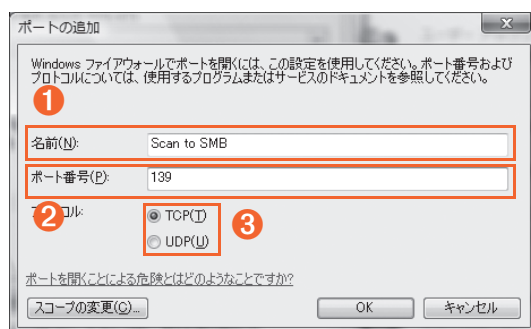 ポートの追加
Windows ファイアウォールでポートを開くには、この設定を使用してください。ポート番号および
プロトコルについては、使用するプログラムまたはサービスのドキュメントを参照してください。
1
名前(N):
Scan to SMB
ポート番号(P):
139
2
コル:
TCP(T)
3
UDP(U)
ポートを開くことによる危険とはどのようなことですか?
スコープの変更(C)...
OK
キャンセル